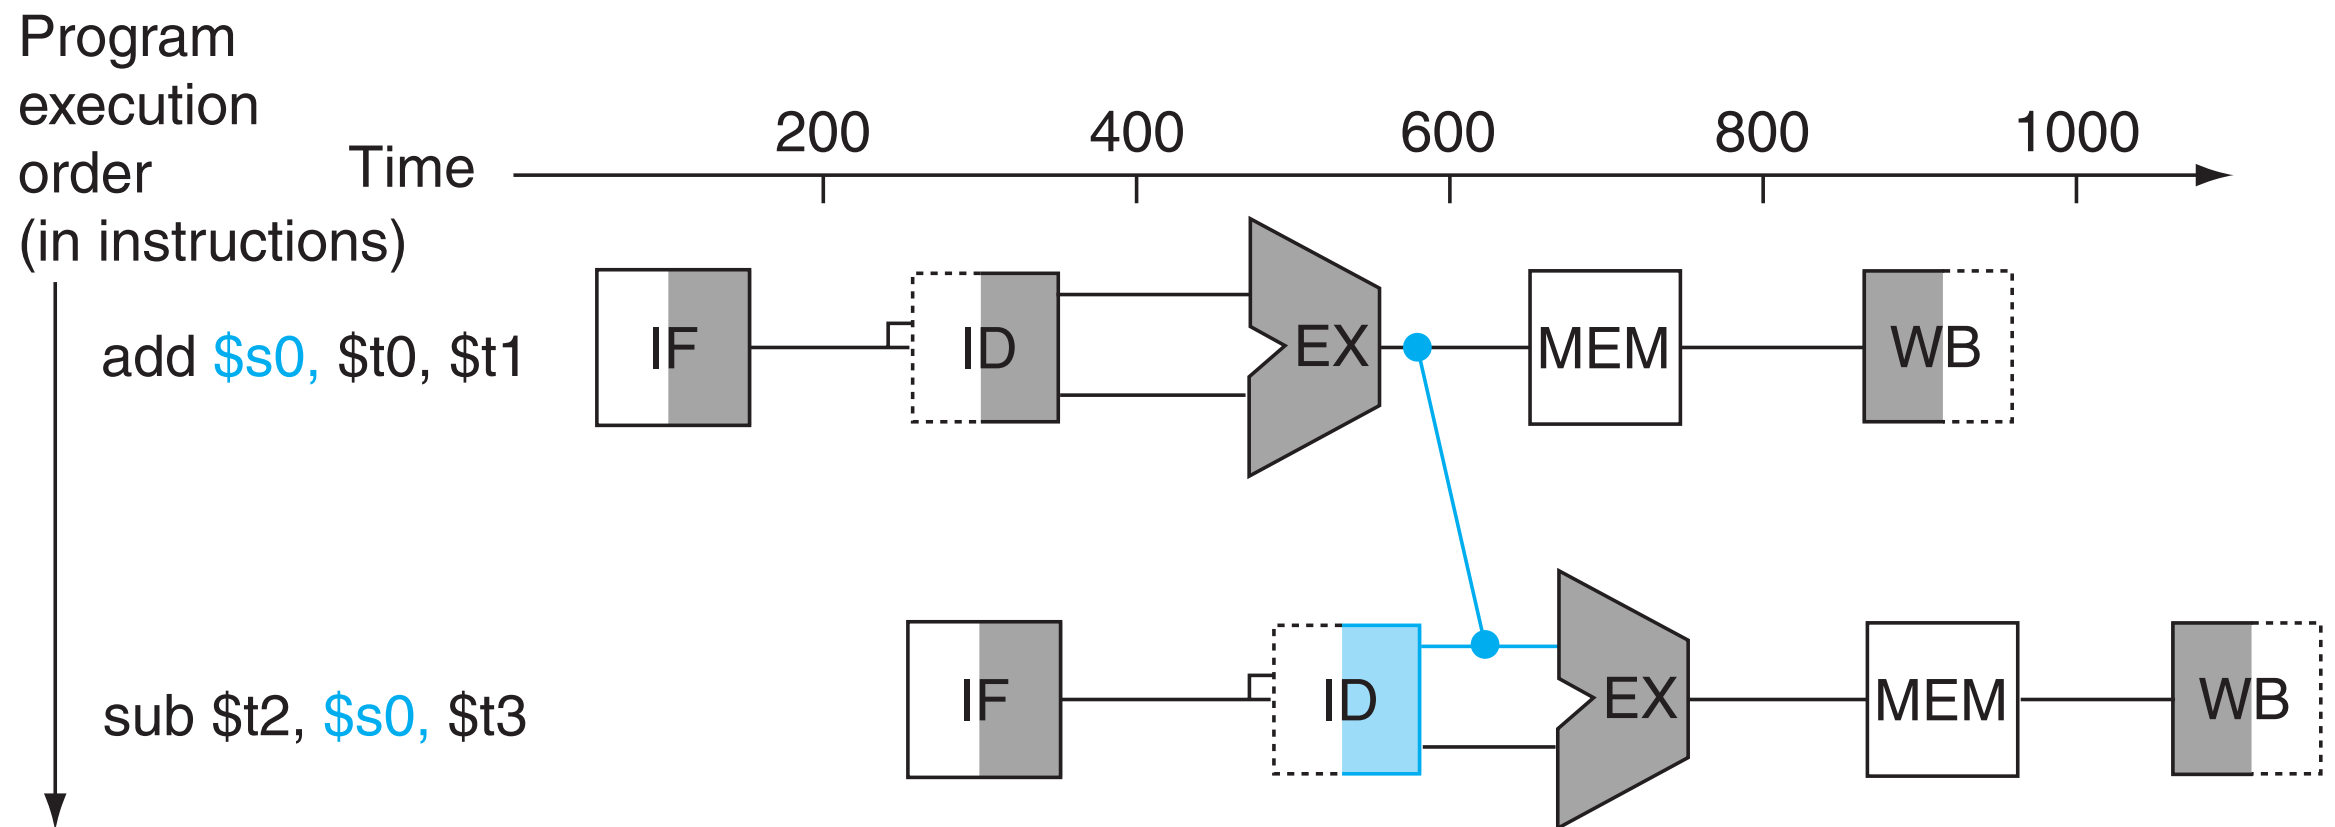 Program
execution
order
(in instructions)
Time
200 400 600 800 1000
add $s0, $t0, $t1
IF ID EX MEM WB
sub $t2, $s0, $t3
IF ID EX MEM WB